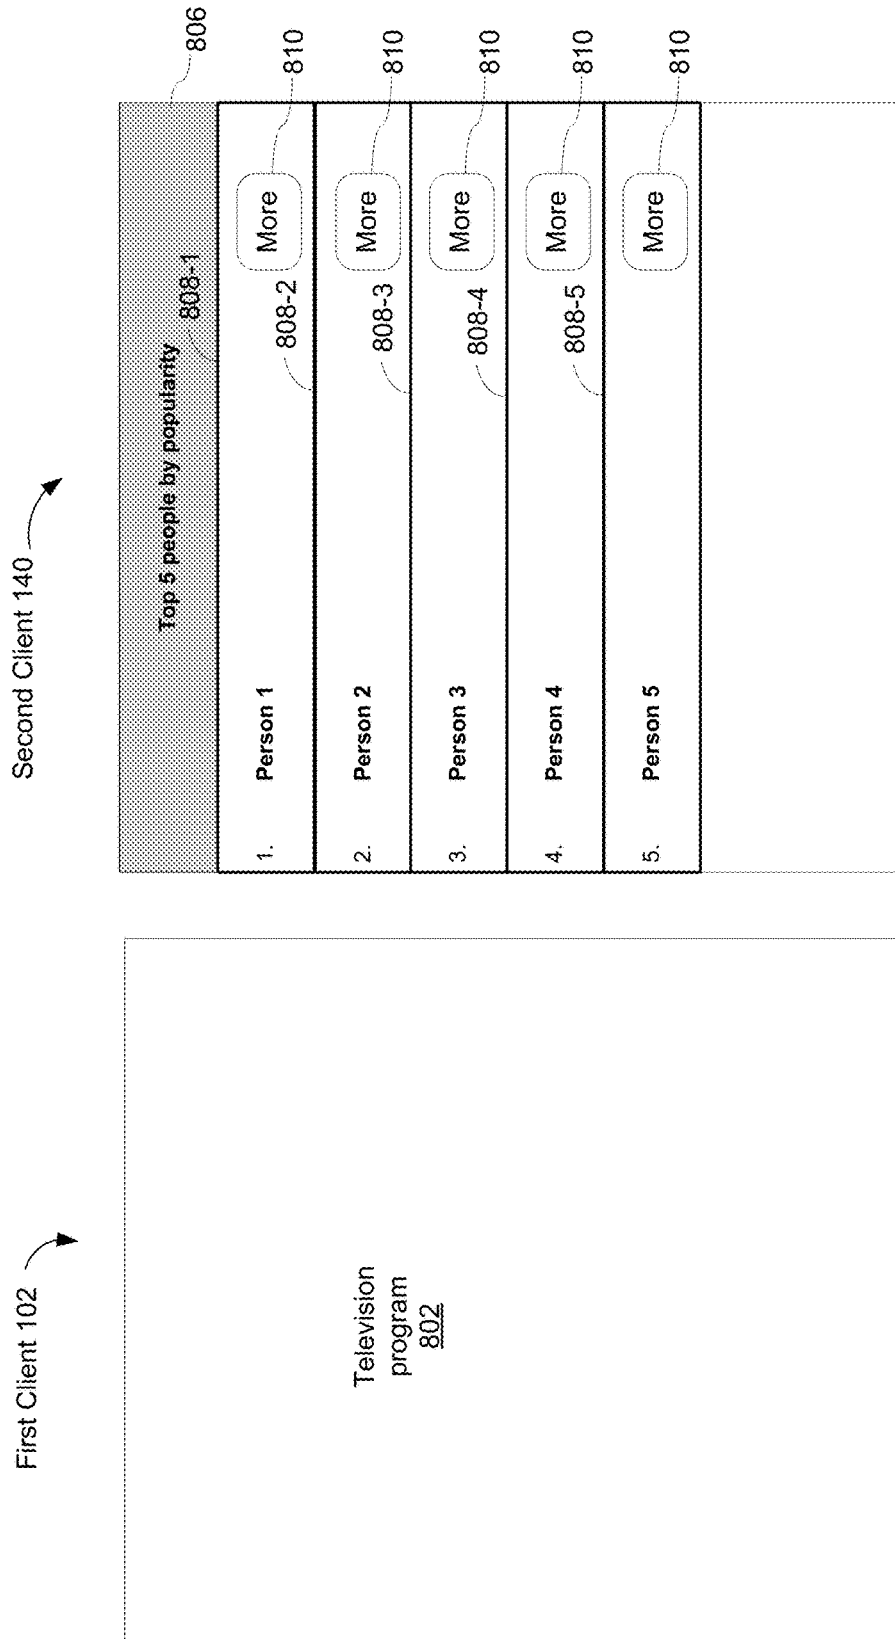 First Client 102
Television
program
802
Second Client 140
806
Top 5 people by popularity
808-1
1. Person 1 More 810
808-2
2. Person 2 More 810
808-3
3. Person 3 More 810
808-4
4. Person 4 More 810
808-5
5. Person 5 More 810